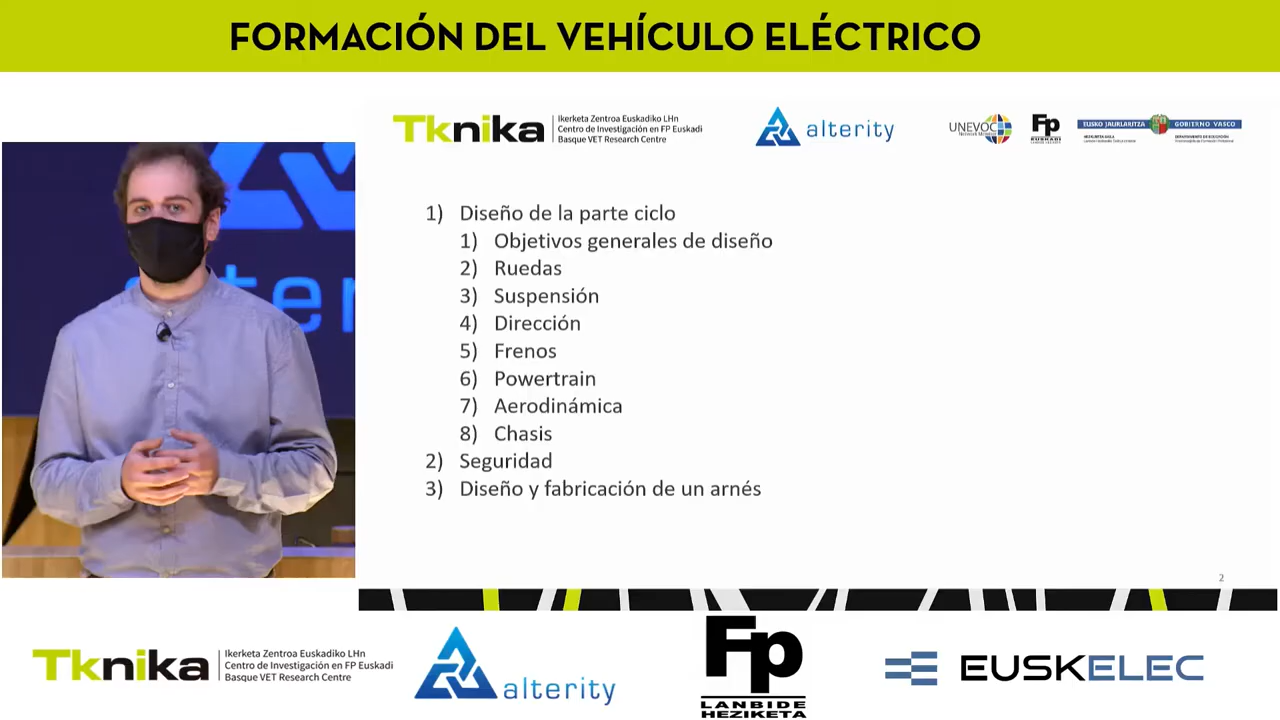 FORMACIÓN DEL VEHÍCULO ELÉCTRICO
Tknika
Ikerketa Zentroa Euskadiko LHn
Centro de Investigación en FP Euskadi
Basque VET Research Centre
alterity
UNEVOC
Fp
EUSKADI
EUSKO JAURLARITZA
GOBIERNO VASCO
1) Diseño de la parte ciclo
1) Objetivos generales de diseño
2) Ruedas
3) Suspensión
4) Dirección
5) Frenos
6) Powertrain
7) Aerodinámica
8) Chasis
2) Seguridad
3) Diseño y fabricación de un arnés
2
Tknika
Ikerketa Zentroa Euskadiko LHn
Centro de Investigación en FP Euskadi
Basque VET Research Centre
alterity
Fp
LANBIDE
HEZIKETA
EUSKELEC